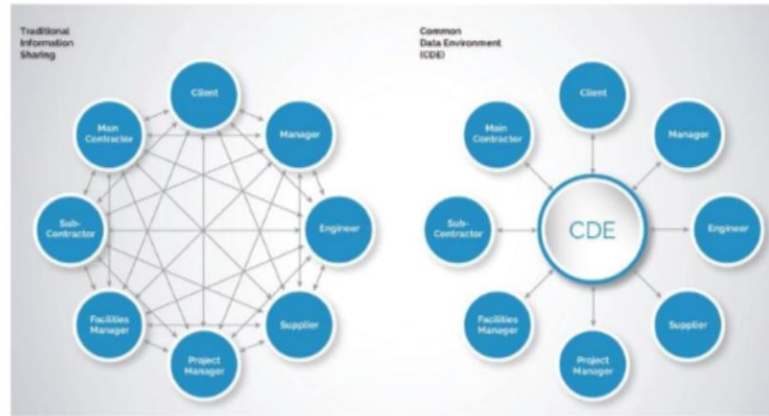 Traditional
Information
Sharing
Client
Main
Contractor
Manager
Sub-
Contractor
Engineer
Facilities
Manager
Supplier
Project
Manager
Common
Data Environment
(CDE)
Client
Main
Contractor
Manager
Sub-
Contractor
CDE
Engineer
Facilities
Manager
Supplier
Project
Manager